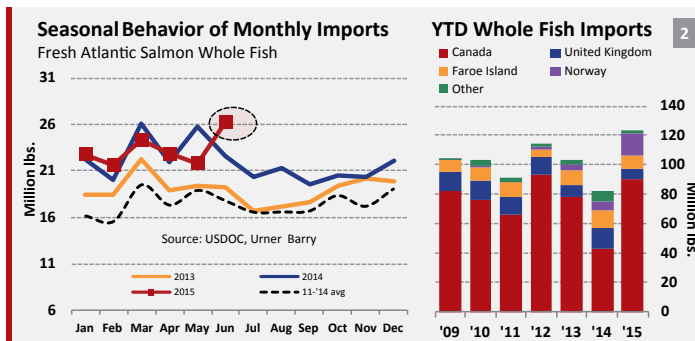 Seasonal Behavior of Monthly Imports
Fresh Atlantic Salmon Whole Fish
31
26
21
16
11
6
Million lbs.
Source: USDOC, Urner Barry
2013
2014
2015
11-'14 avg
Jan Feb Mar Apr May Jun Jul Aug Sep Oct Nov Dec
YTD Whole Fish Imports
2
Canada
United Kingdom
Faroe Island
Norway
Other
140
120
100
80
60
40
20
0
Million lbs.
'09 '10 '11 '12 '13 '14 '15